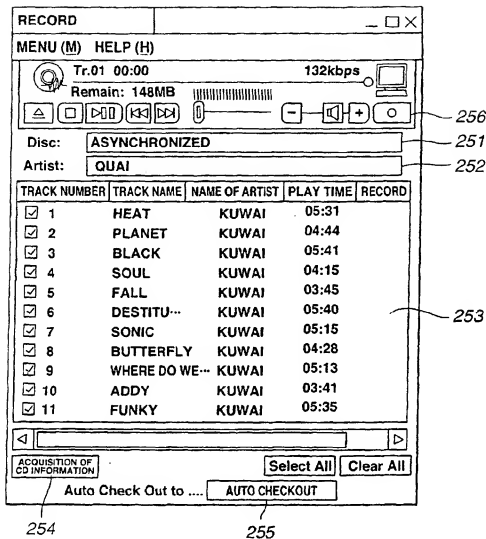 RECORD
MENU (M) HELP (H)
Tr.01 00:00 132kbps
Remain: 148MB
256
Disc: ASYNCHRONIZED 251
Artist: QUAI 252
TRACK NUMBER TRACK NAME NAME OF ARTIST PLAY TIME RECORD
1 HEAT KUWAI 05:31
2 PLANET KUWAI 04:44
3 BLACK KUWAI 05:41
4 SOUL KUWAI 04:15
5 FALL KUWAI 03:45
6 DESTITU··· KUWAI 05:40
253
7 SONIC KUWAI 05:15
8 BUTTERFLY KUWAI 04:28
9 WHERE DO WE··· KUWAI 05:13
10 ADDY KUWAI 03:41
11 FUNKY KUWAI 05:35
ACQUISITION OF
CD INFORMATION
Select All Clear All
Auto Check Out to .... AUTO CHECKOUT
254 255